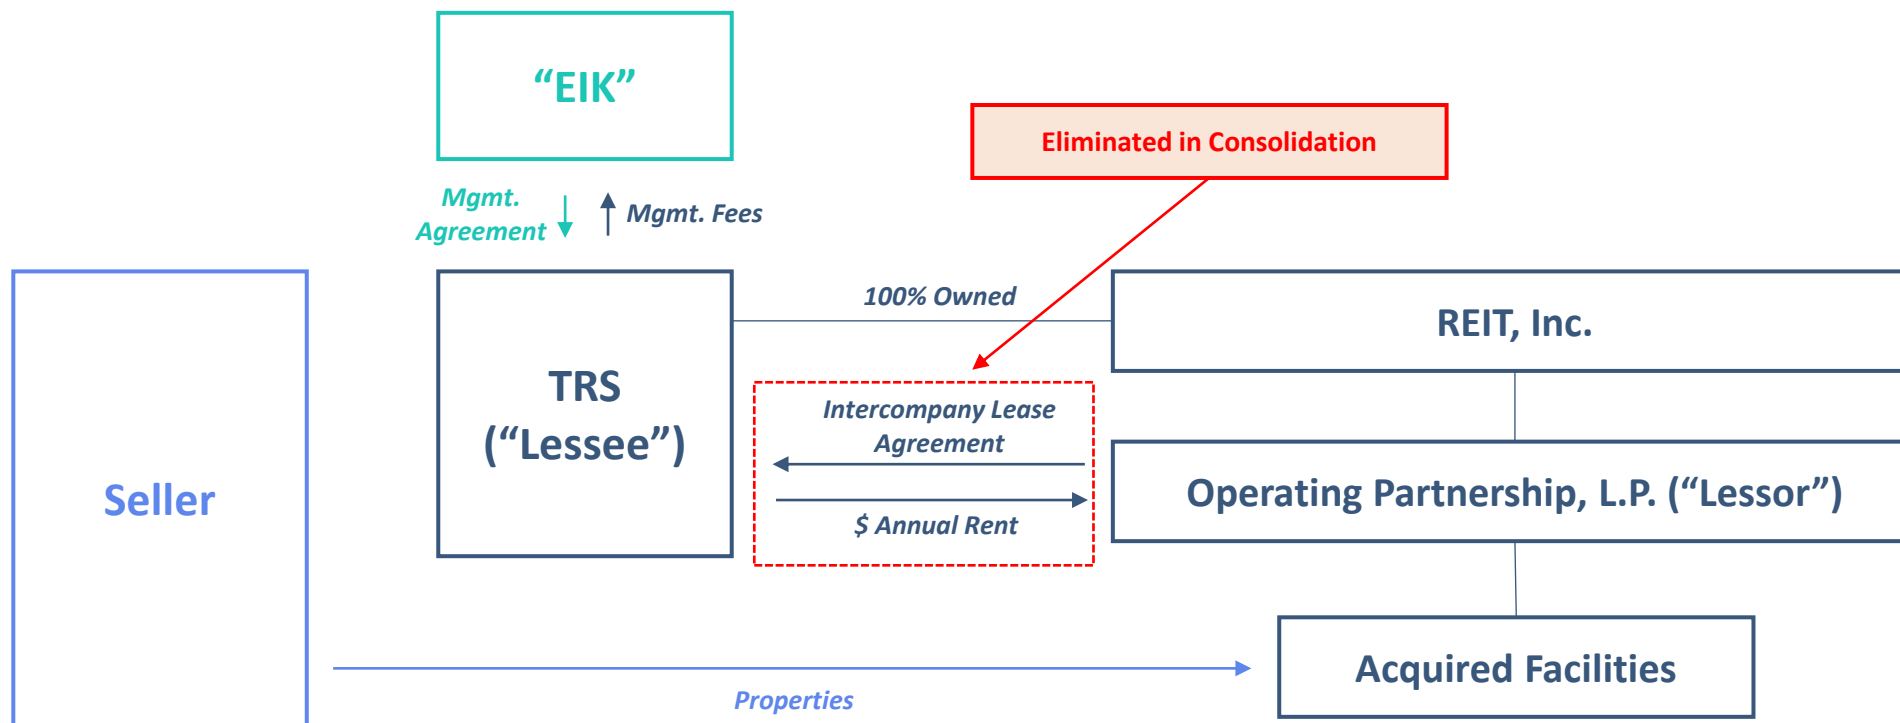 “EIK”
Eliminated in Consolidation
Mgmt.
Agreement
Mgmt. Fees
100% Owned
REIT, Inc.
TRS
(“Lessee”)
Intercompany Lease
Agreement
$ Annual Rent
Operating Partnership, L.P. (“Lessor”)
Seller
Acquired Facilities
Properties